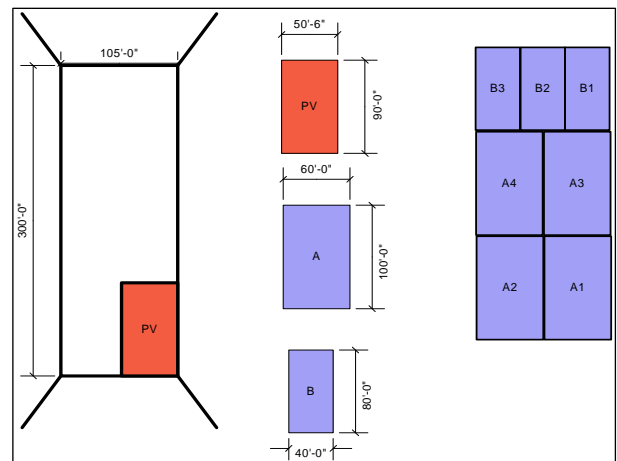 105'-0"
300'-0"
PV
50'-6"
PV
90'-0"
60'-0"
A
100'-0"
B
80'-0"
40'-0"
B3 B2 B1
A4 A3
A2 A1